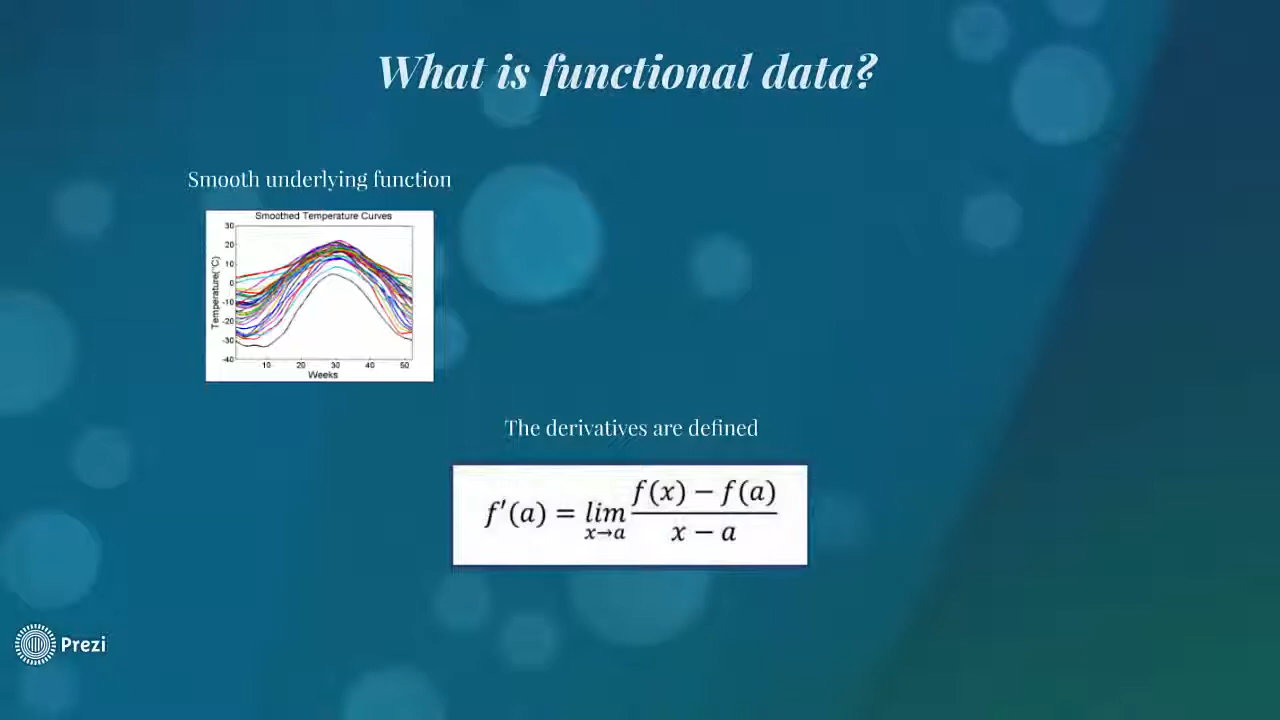 What is functional data?
Smooth underlying function
Smoothed Temperature Curves
30
20
10
0
-10
-20
-30
-40
Temperature(°C)
10 20 30 40 50
Weeks
The derivatives are defined
f'(a) = lim x→a f(x) − f(a) / x − a
Prezi